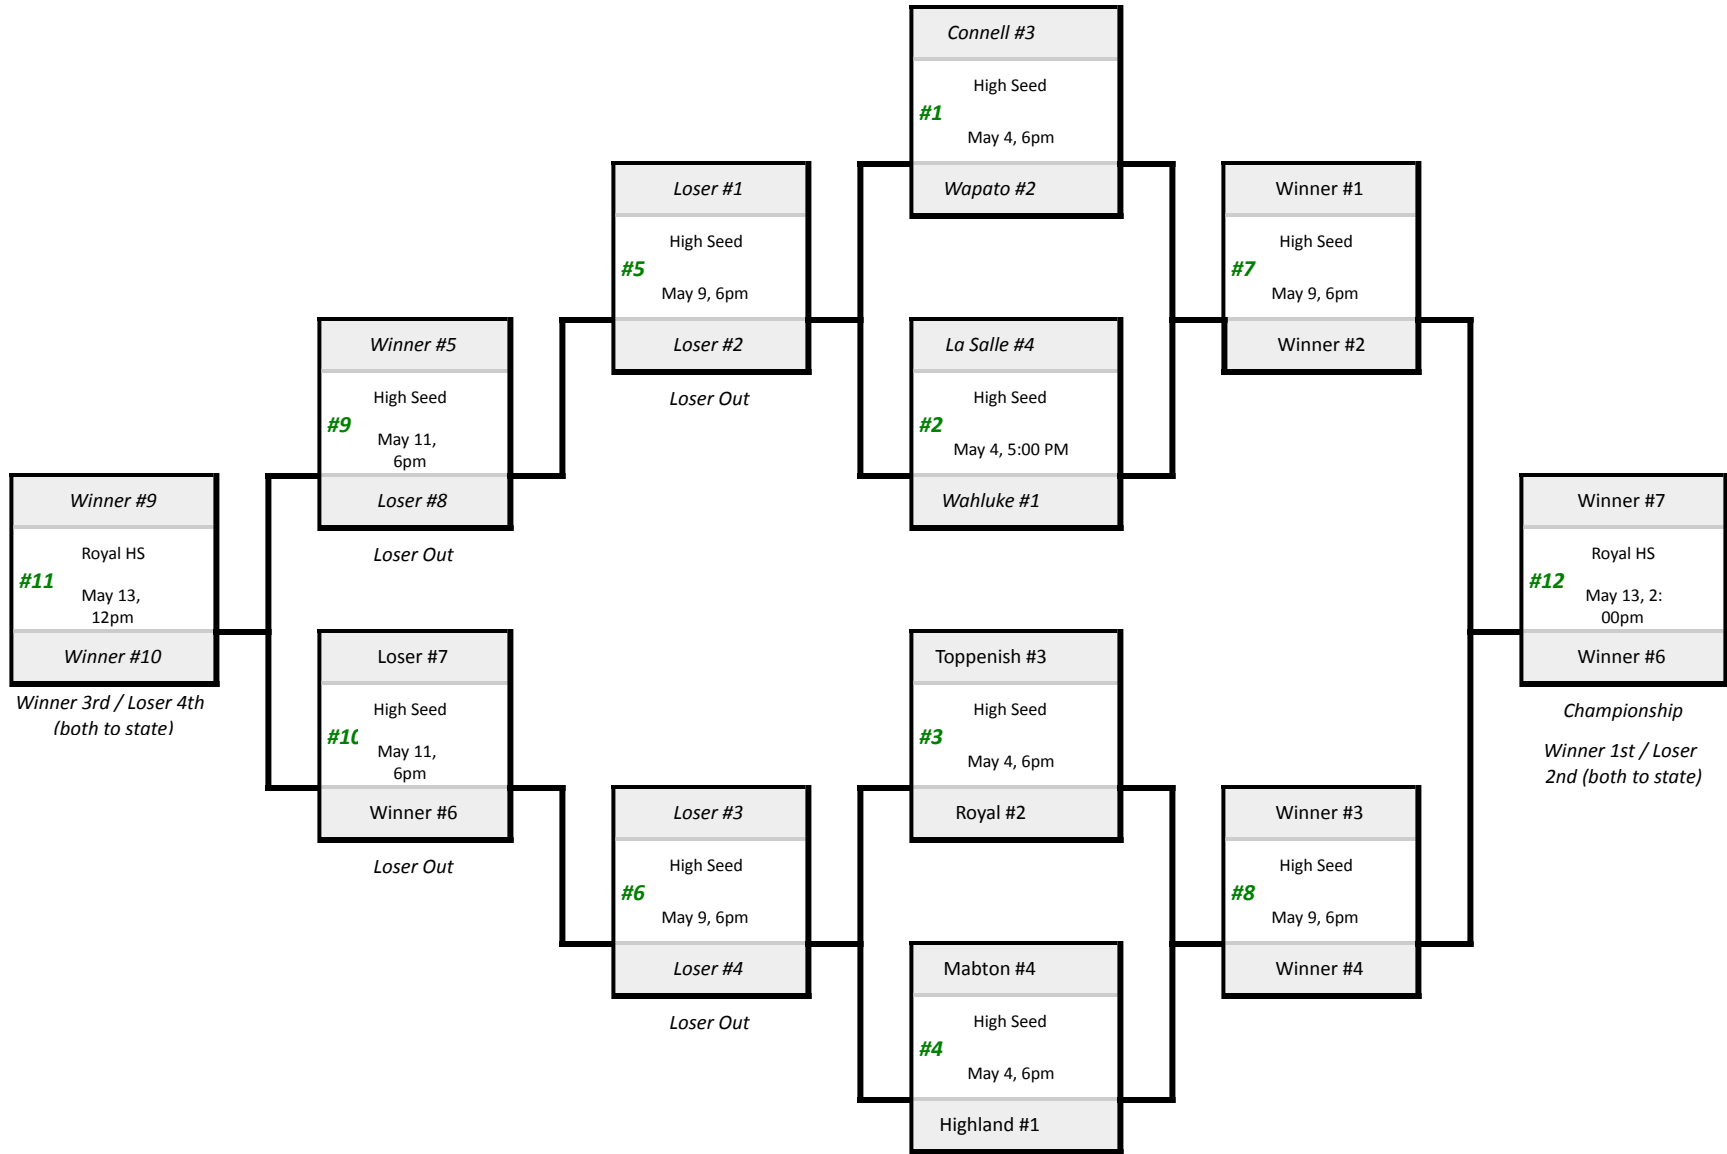 Connell #3
High Seed
#1
May 4, 6pm
Wapato #2
Loser #1
High Seed
#5
May 9, 6pm
Loser #2
Loser Out
Winner #1
High Seed
#7
May 9, 6pm
Winner #2
Winner #5
High Seed
#9
May 11,
6pm
Loser #8
Loser Out
La Salle #4
High Seed
#2
May 4, 5:00 PM
Wahluke #1
Winner #9
Royal HS
#11
May 13,
12pm
Winner #10
Winner 3rd / Loser 4th
(both to state)
Winner #7
Royal HS
#12
May 13, 2:
00pm
Winner #6
Championship
Winner 1st / Loser
2nd (both to state)
Loser #7
High Seed
#10
May 11,
6pm
Winner #6
Loser Out
Toppenish #3
High Seed
#3
May 4, 6pm
Royal #2
Loser #3
High Seed
#6
May 9, 6pm
Loser #4
Loser Out
Winner #3
High Seed
#8
May 9, 6pm
Winner #4
Mabton #4
High Seed
#4
May 4, 6pm
Highland #1